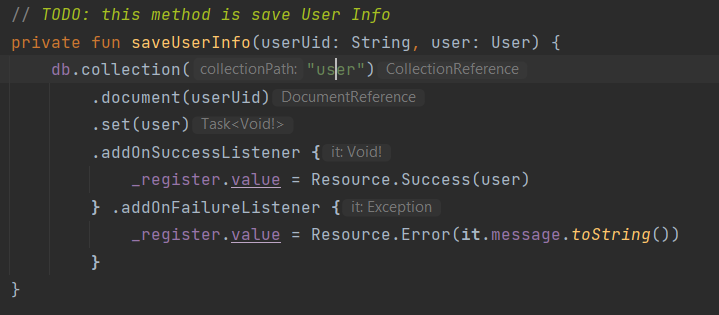 // TODO: this method is save User Info
private fun saveUserInfo(userUid: String, user: User) {
db.collection( collectionPath: "user") CollectionReference
.document(userUid) DocumentReference
.set(user) Task<Void!>
.addOnSuccessListener { it: Void!
_register.value = Resource.Success(user)
} .addOnFailureListener { it: Exception
_register.value = Resource.Error(it.message.toString())
}
}